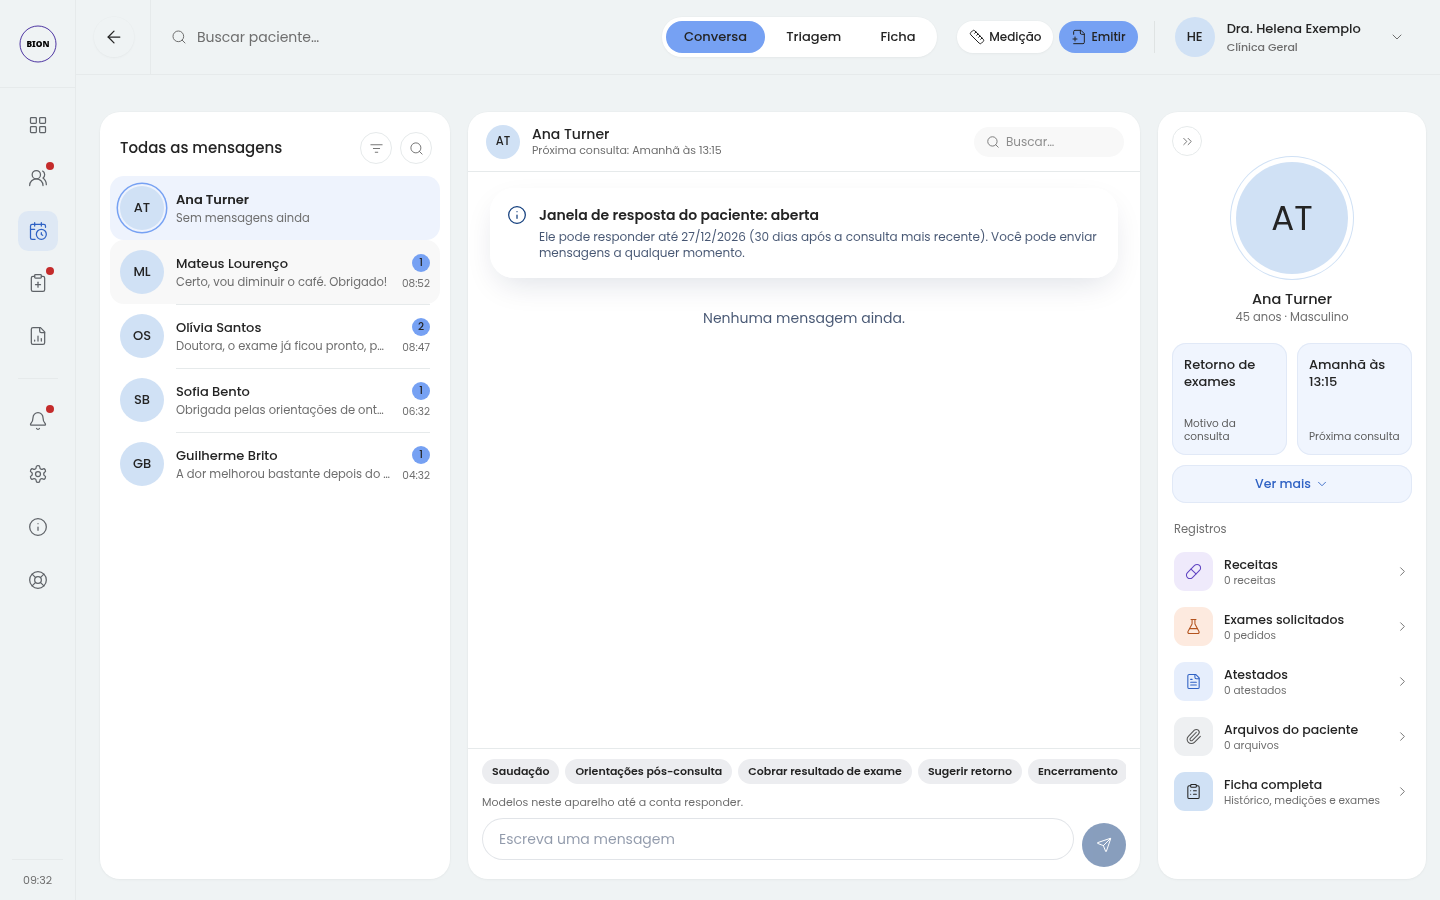 BION
Buscar paciente...
Conversa
Triagem
Ficha
Medição
Emitir
HE
Dra. Helena Exemplo
Clínica Geral
Todas as mensagens
AT
Ana Turner
Sem mensagens ainda
ML
Mateus Lourenço
1
Certo, vou diminuir o café. Obrigado!
08:52
OS
Olívia Santos
2
Doutora, o exame já ficou pronto, p...
08:47
SB
Sofia Bento
1
Obrigada pelas orientações de ont...
06:32
GB
Guilherme Brito
1
A dor melhorou bastante depois do ...
04:32
09:32
AT
Ana Turner
Próxima consulta: Amanhã às 13:15
Buscar...
Janela de resposta do paciente: aberta
Ele pode responder até 27/12/2026 (30 dias após a consulta mais recente). Você pode enviar
mensagens a qualquer momento.
Nenhuma mensagem ainda.
Saudação
Orientações pós-consulta
Cobrar resultado de exame
Sugerir retorno
Encerramento
Modelos neste aparelho até a conta responder.
Escreva uma mensagem
AT
Ana Turner
45 anos · Masculino
Retorno de
exames
Motivo da
consulta
Amanhã às
13:15
Próxima consulta
Ver mais
Registros
Receitas
0 receitas
Exames solicitados
0 pedidos
Atestados
0 atestados
Arquivos do paciente
0 arquivos
Ficha completa
Histórico, medições e exames